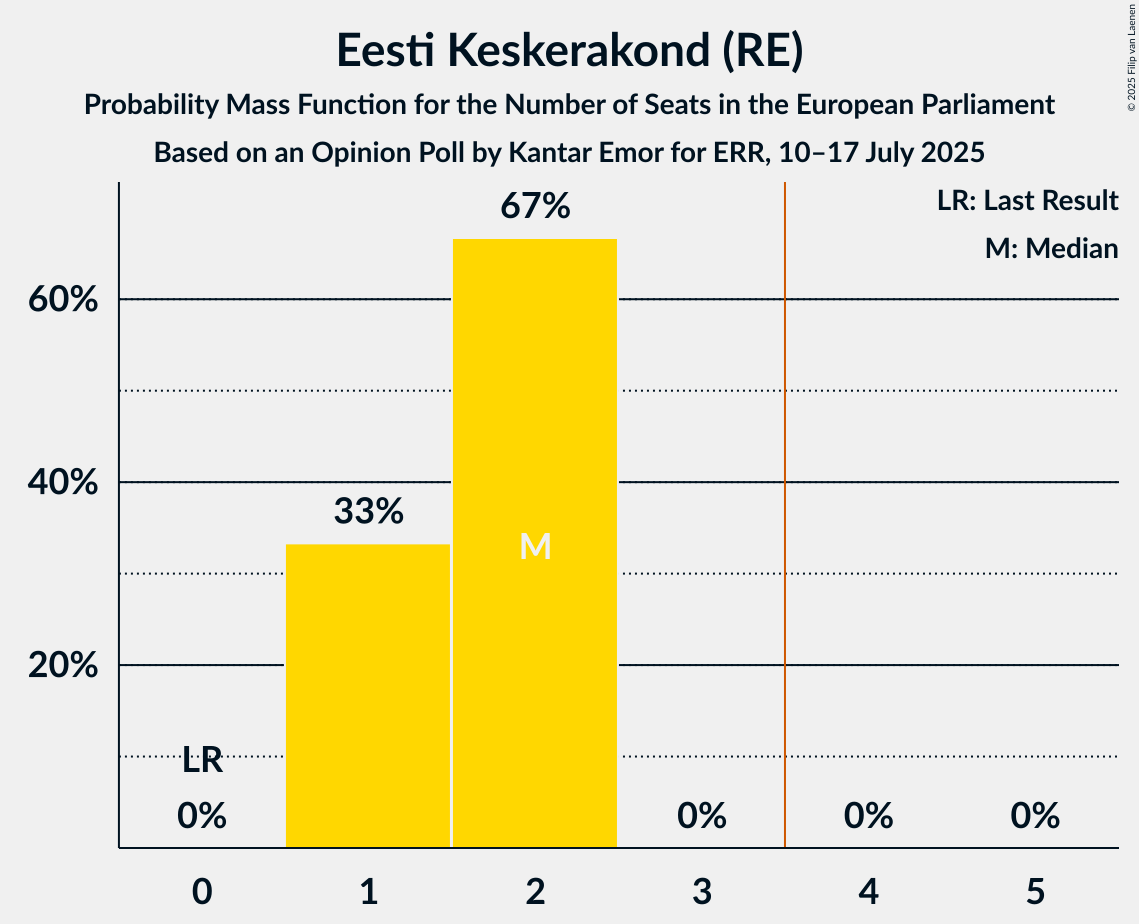 Eesti Keskerakond (RE)
Probability Mass Function for the Number of Seats in the European Parliament
Based on an Opinion Poll by Kantar Emor for ERR, 10–17 July 2025
© 2025 Filip van Laenen
LR: Last Result
M: Median
67%
60%
40%
33%
M
20%
LR
0%
0%
0%
0%
0
1
2
3
4
5